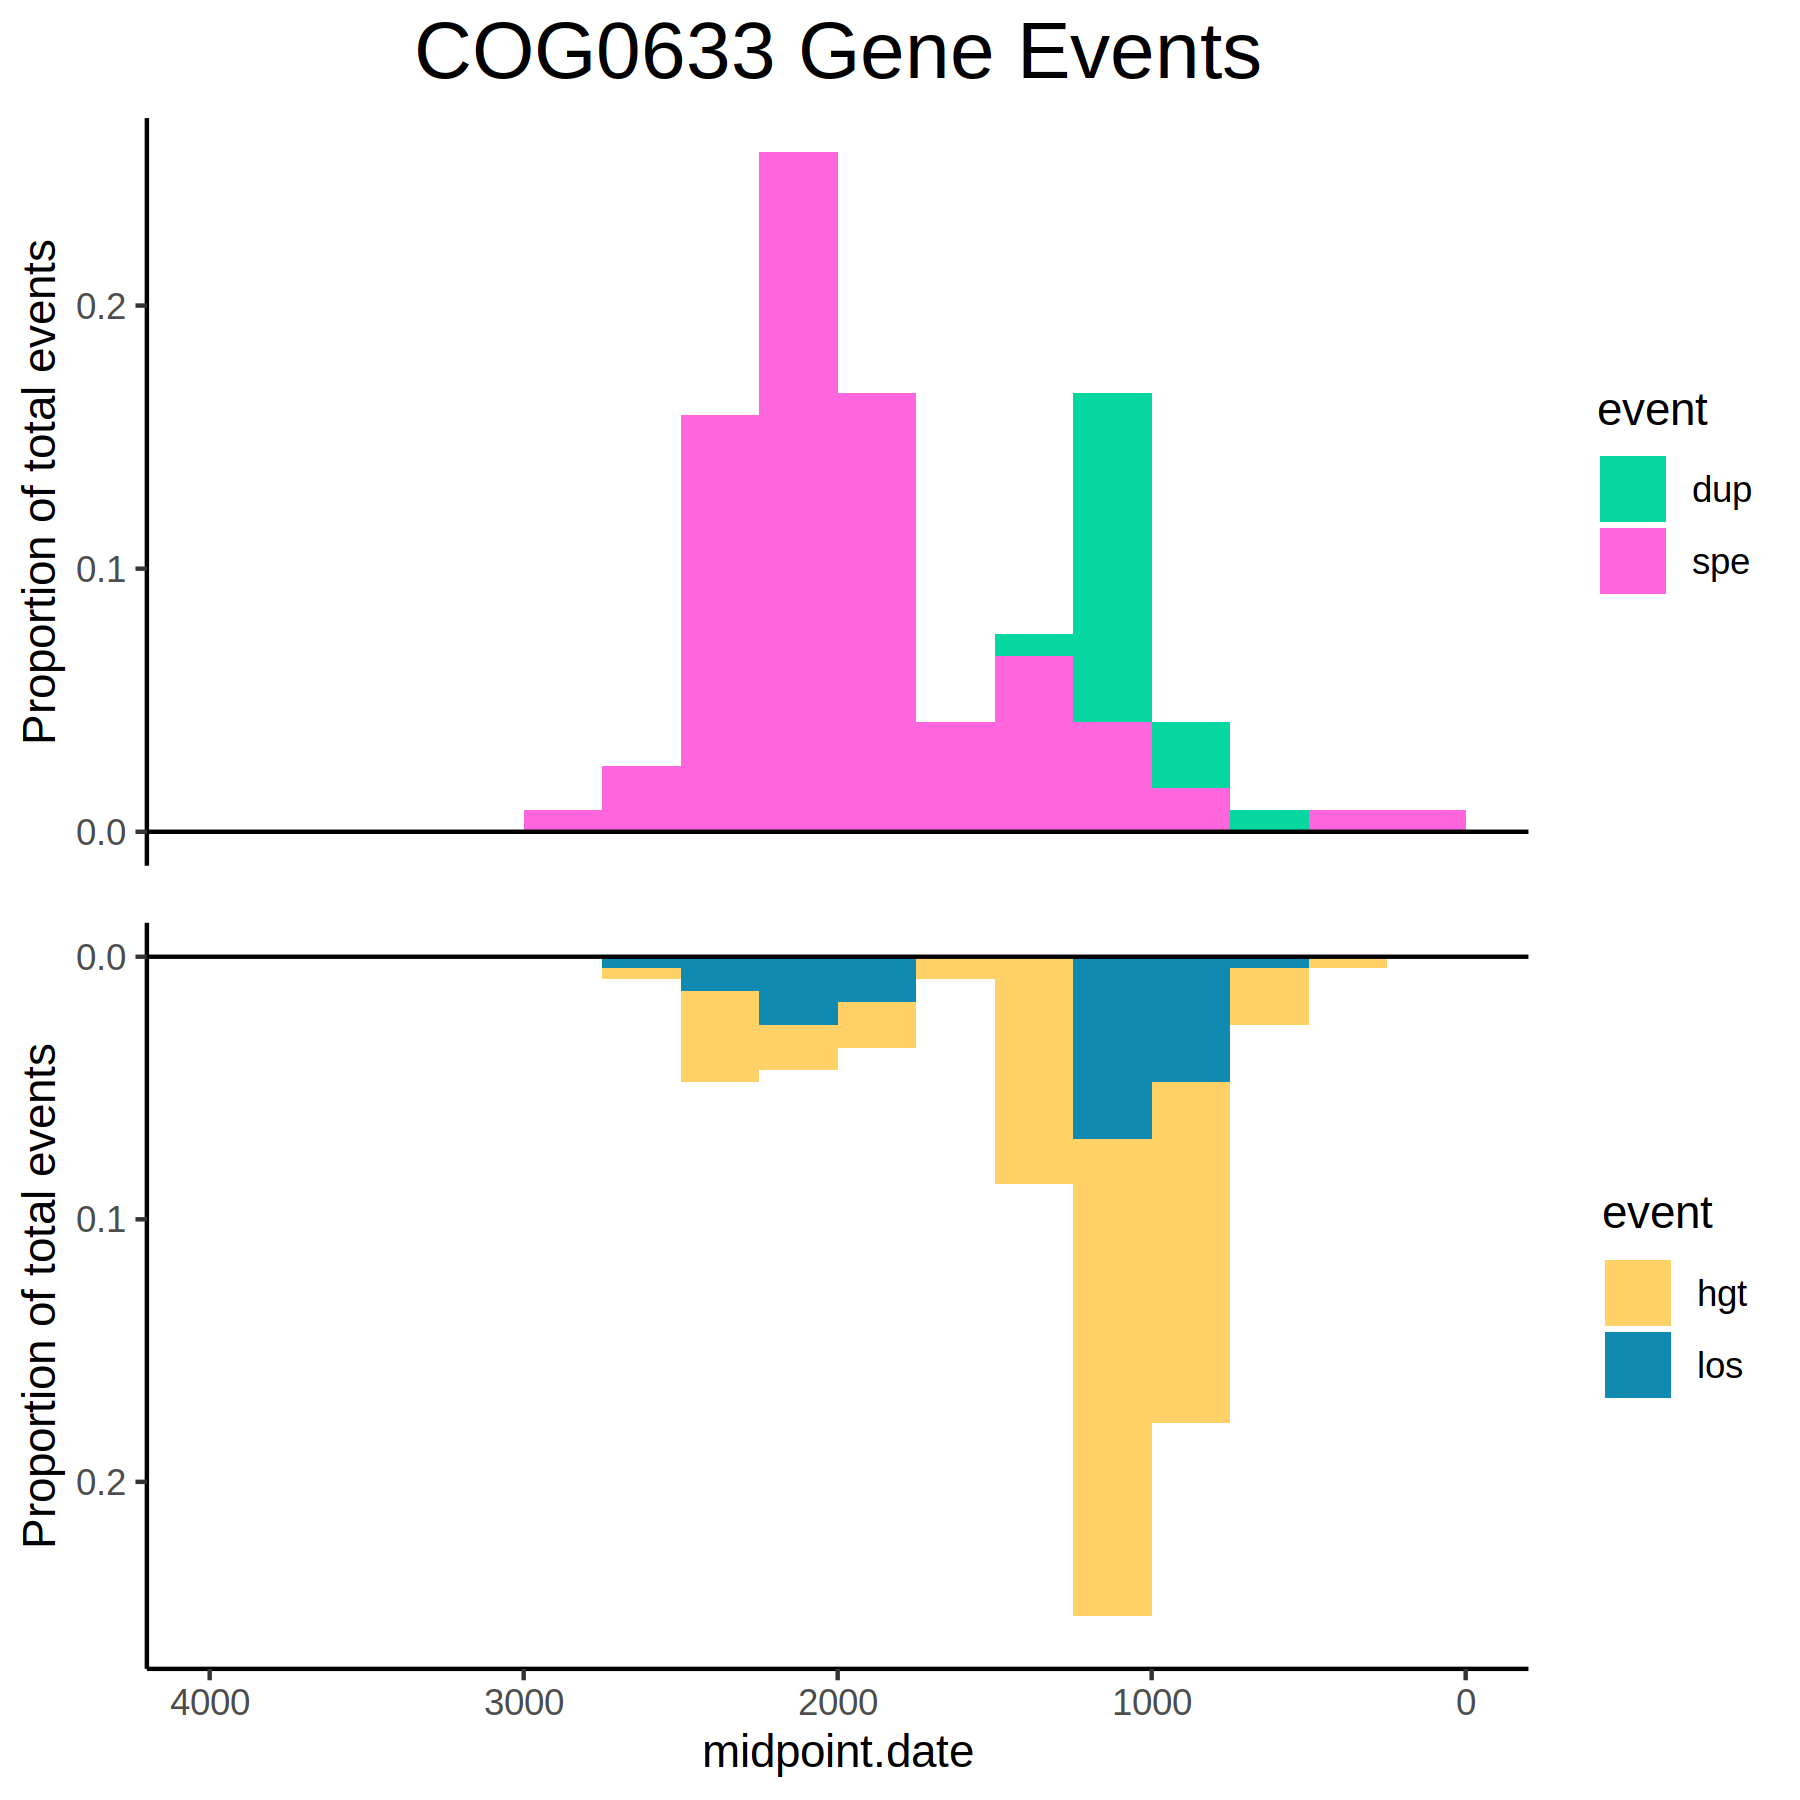 COG0633 Gene Events
Proportion of total events
0.2
0.1
0.0
event
dup
spe
Proportion of total events
0.0
0.1
0.2
event
hgt
los
4000 3000 2000 1000 0
midpoint.date